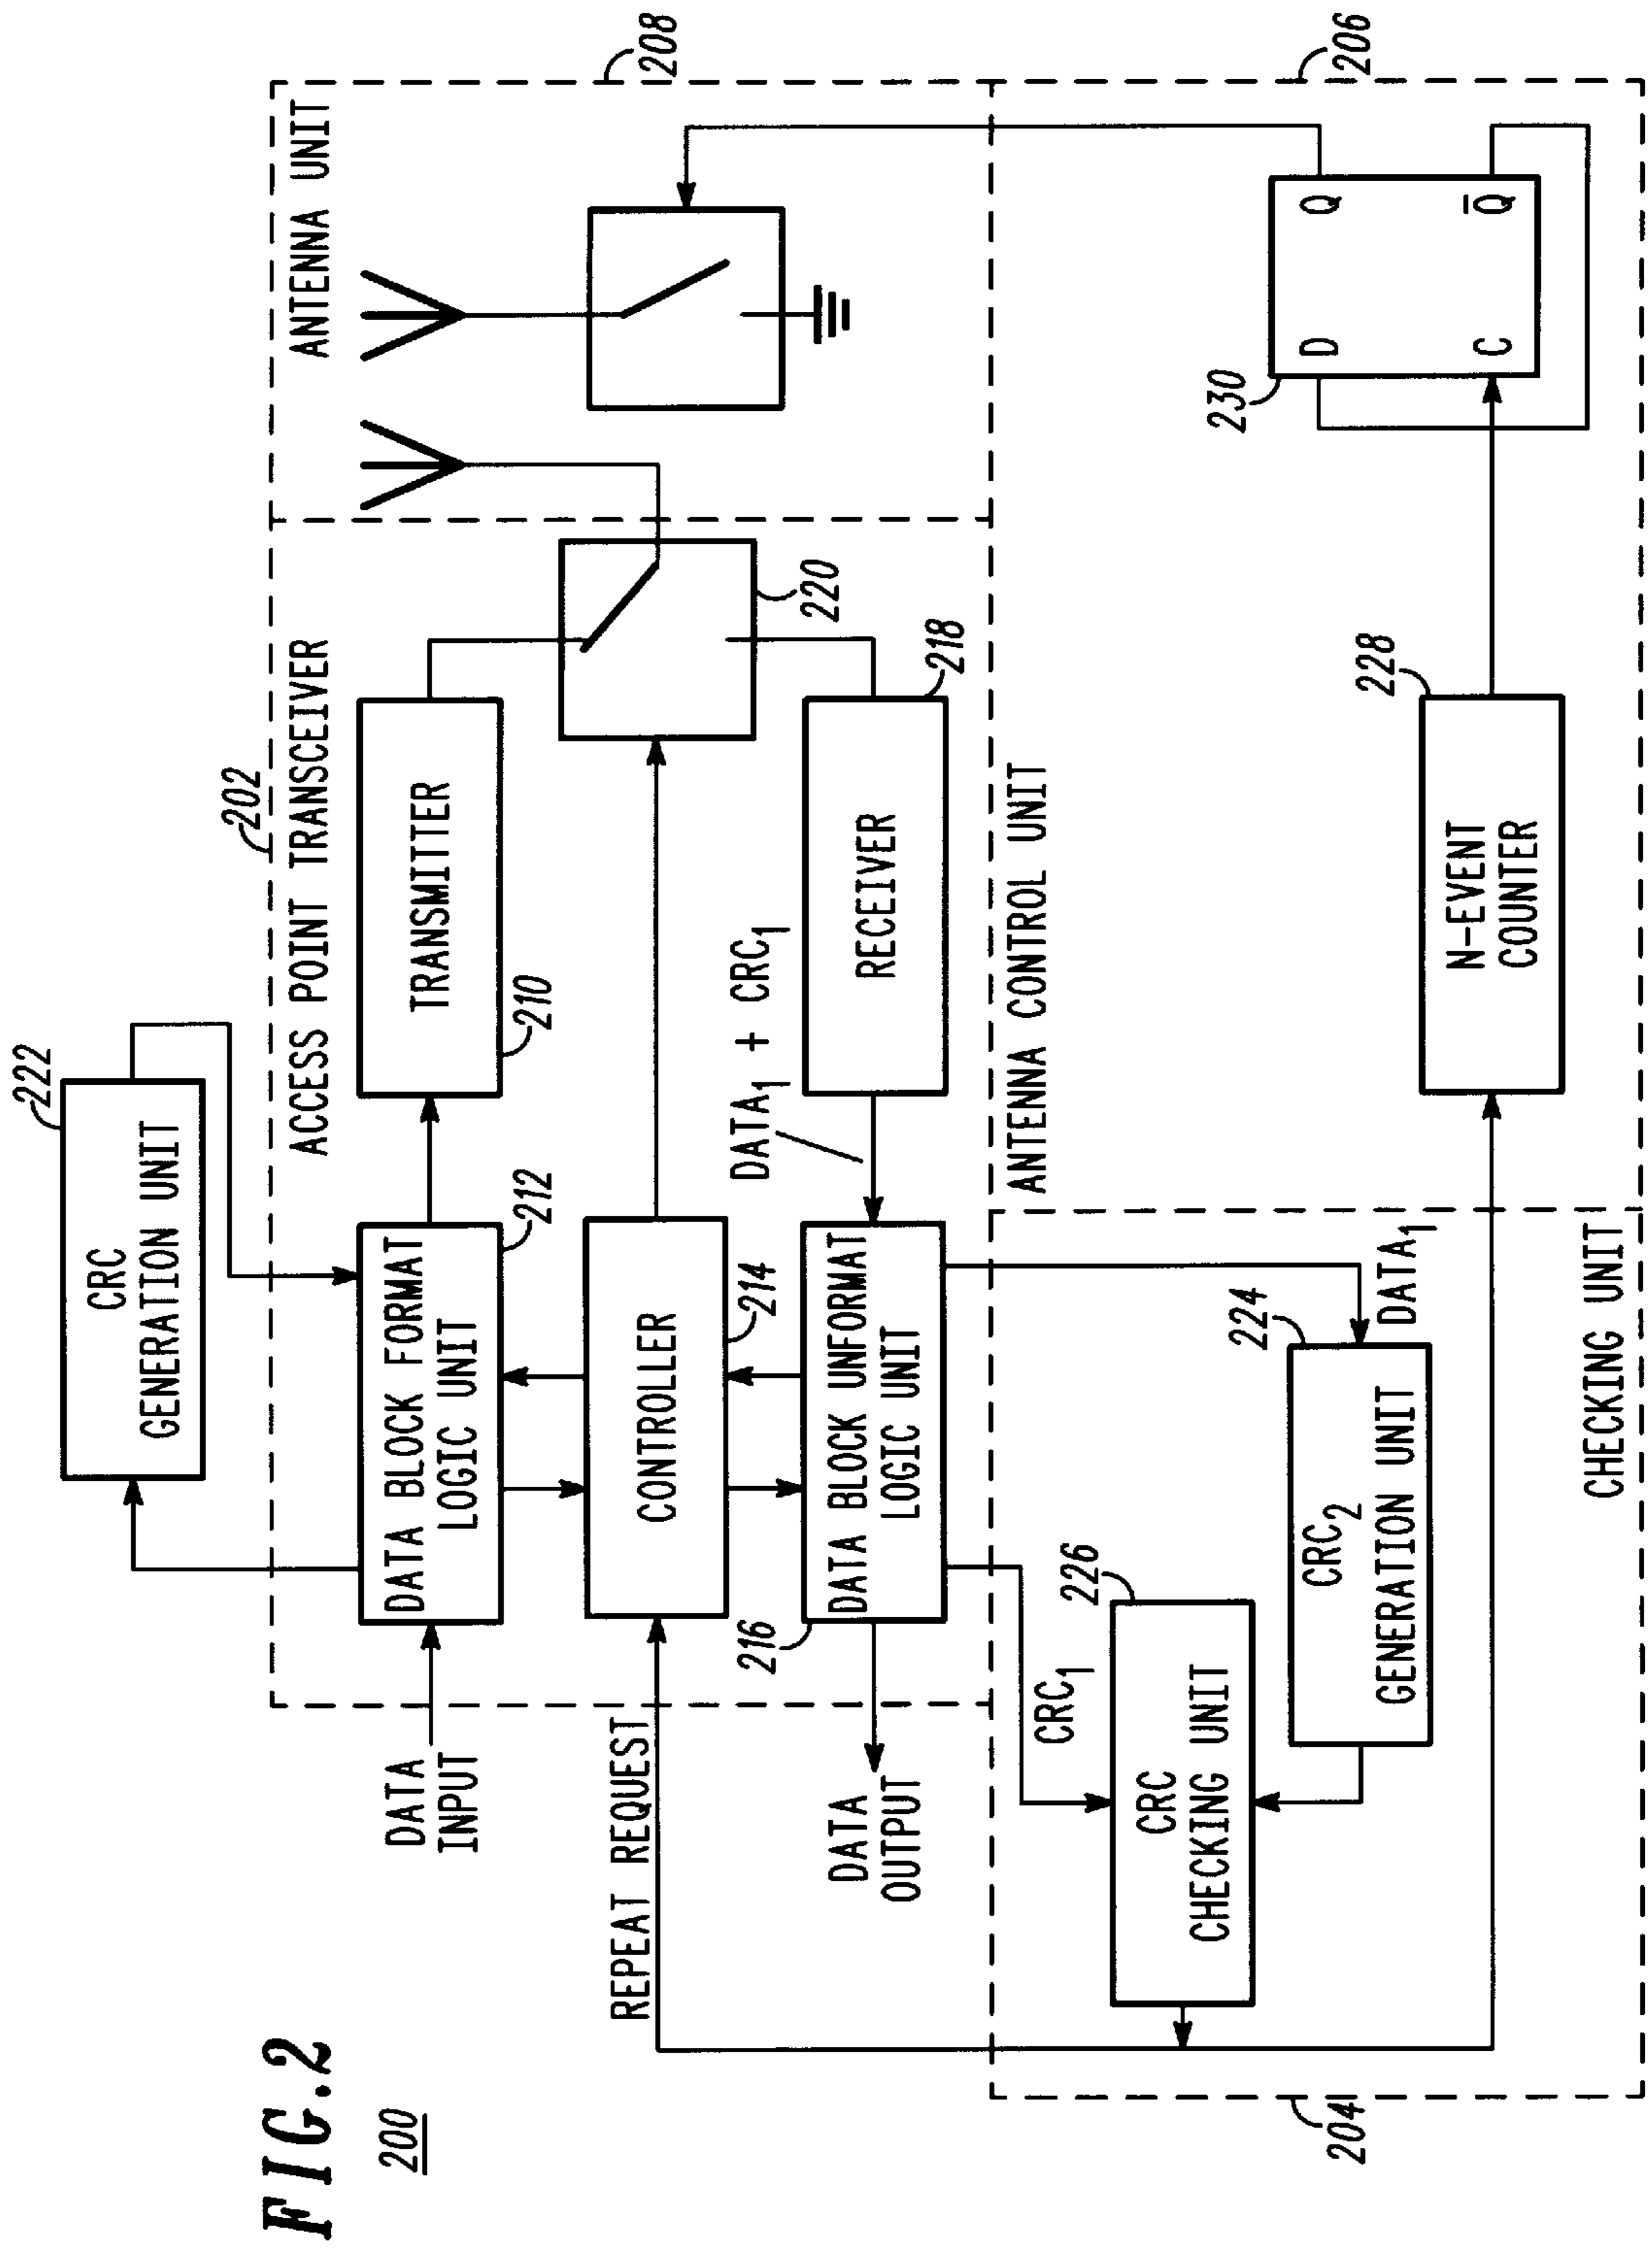 FIG.2
200
222
CRC
GENERATION UNIT
202
ACCESS POINT TRANSCEIVER
ANTENNA UNIT
208
DATA
INPUT
DATA BLOCK FORMAT
LOGIC UNIT
212
TRANSMITTER
210
REPEAT REQUEST
CONTROLLER
214
220
DATA
OUTPUT
216
DATA BLOCK UNFORMAT
LOGIC UNIT
DATA1 + CRC1
RECEIVER
218
ANTENNA CONTROL UNIT
CRC1
226
CRC
CHECKING UNIT
224
CRC2
GENERATION UNIT
DATA1
CHECKING UNIT
204
228
N-EVENT
COUNTER
230
D
Q
C
Q̅
206